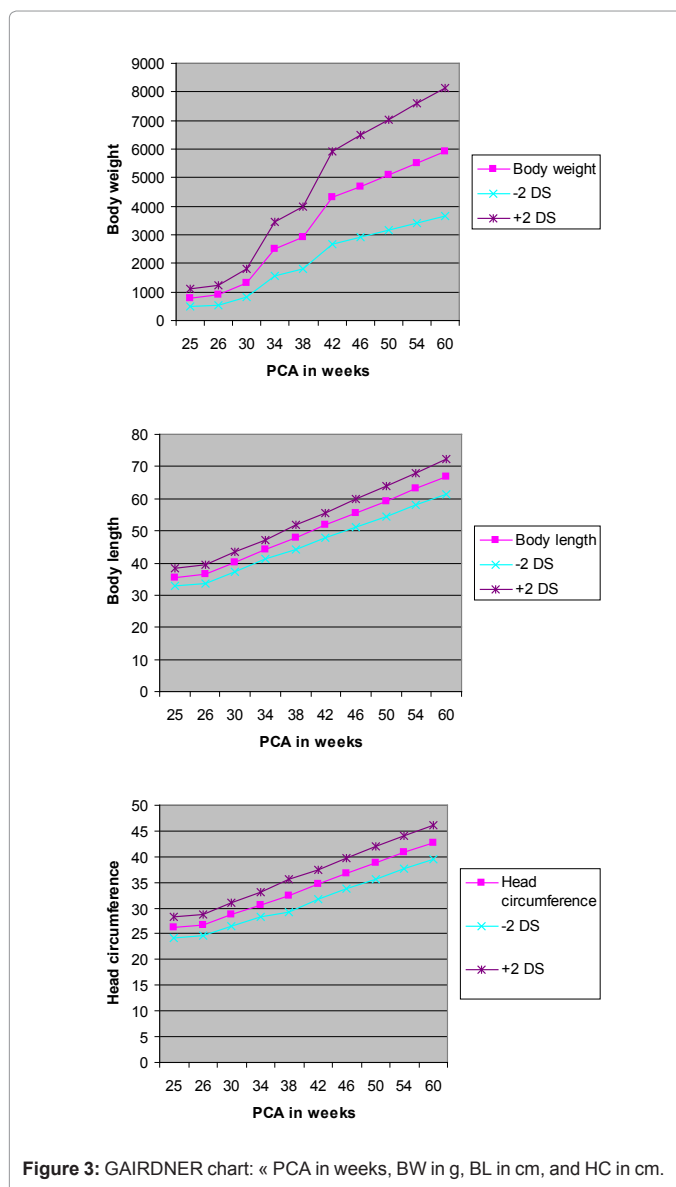 9000
8000
7000
6000
5000
4000
3000
2000
1000
0
Body weight
25 26 30 34 38 42 46 50 54 60
PCA in weeks
Body weight
-2 DS
+2 DS
80
70
60
50
40
30
20
10
0
Body length
25 26 30 34 38 42 46 50 54 60
PCA in weeks
Body length
-2 DS
+2 DS
50
45
40
35
30
25
20
15
10
5
0
Head circumference
25 26 30 34 38 42 46 50 54 60
PCA in weeks
Head
circumference
-2 DS
+2 DS
Figure 3: GAIRDNER chart: « PCA in weeks, BW in g, BL in cm, and HC in cm.